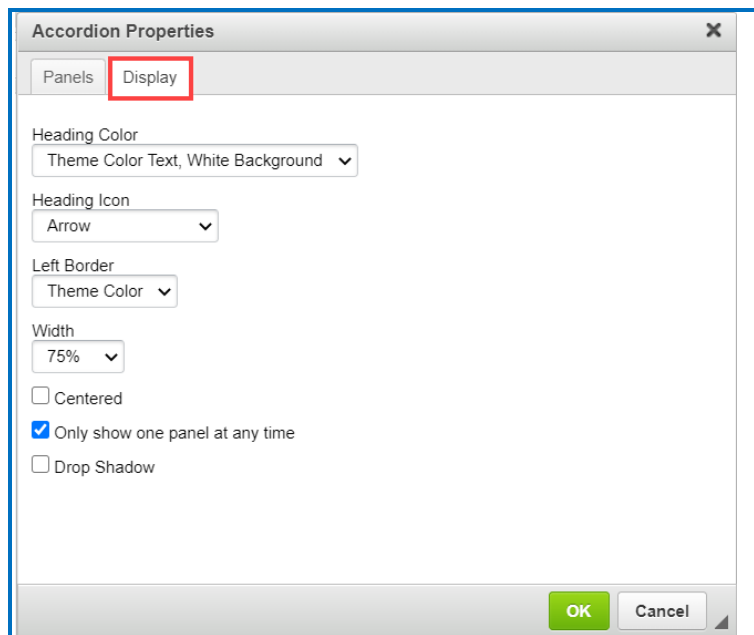 Accordion Properties
Panels Display
Heading Color
Theme Color Text, White Background
Heading Icon
Arrow
Left Border
Theme Color
Width
75%
Centered
Only show one panel at any time
Drop Shadow
OK Cancel